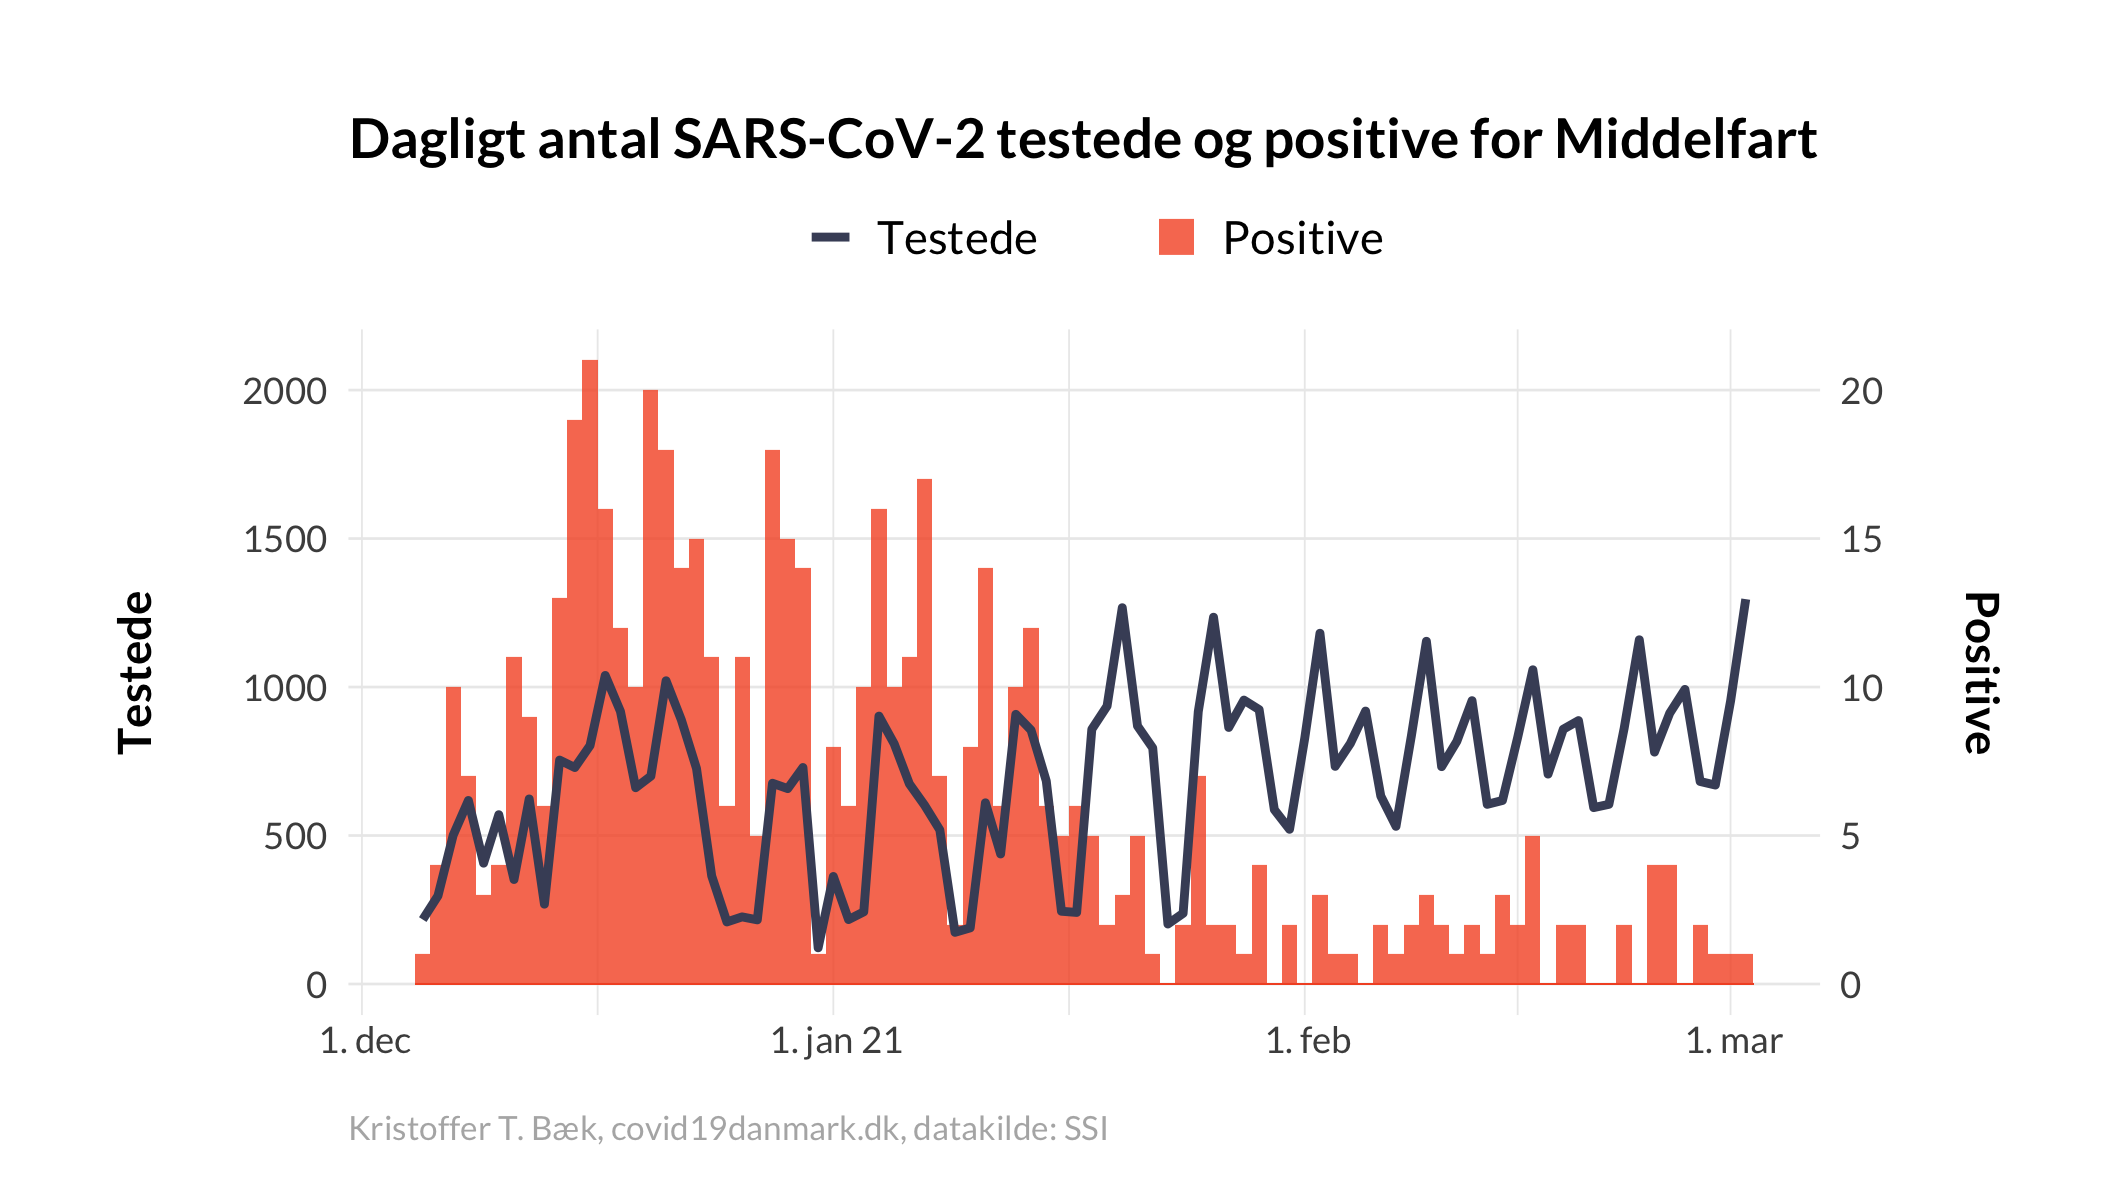 Dagligt antal SARS-CoV-2 testede og positive for Middelfart
Testede Positive
2000 20
1500 15
1000 10
500 5
0 0
Testede
Positive
1. dec 1. jan 21 1. feb 1. mar
Kristoffer T. Bæk, covid19danmark.dk, datakilde: SSI